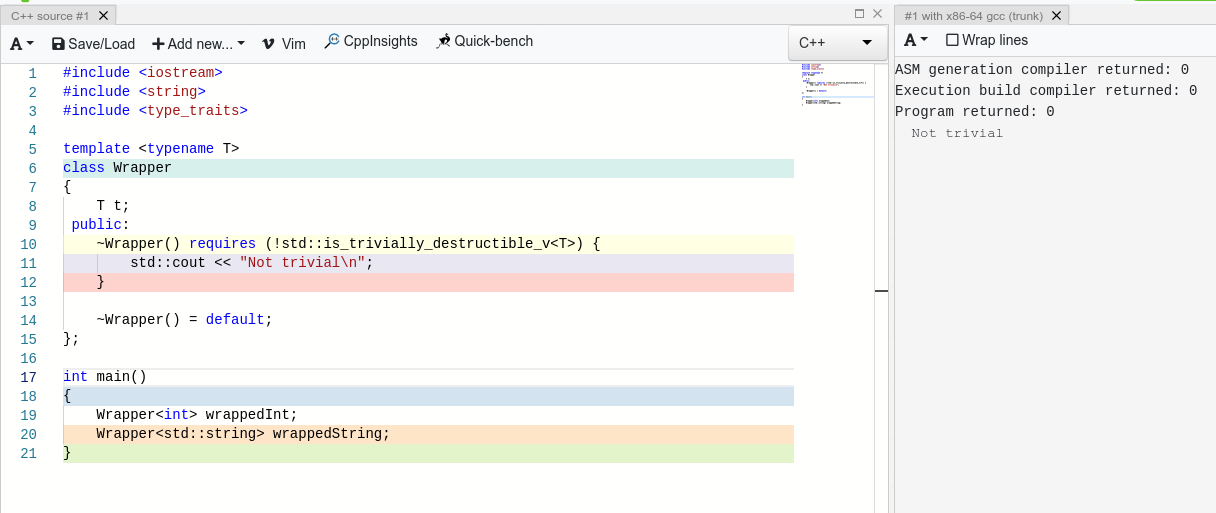 C++ source #1 X
A Save/Load + Add new... Vim CppInsights Quick-bench C++
1 #include <iostream>
2 #include <string>
3 #include <type_traits>
4
5 template <typename T>
6 class Wrapper
7 {
8     T t;
9  public:
10     ~Wrapper() requires (!std::is_trivially_destructible_v<T>) {
11         std::cout << "Not trivial\n";
12     }
13
14     ~Wrapper() = default;
15 };
16
17 int main()
18 {
19     Wrapper<int> wrappedInt;
20     Wrapper<std::string> wrappedString;
21 }
#1 with x86-64 gcc (trunk) X
A Wrap lines
ASM generation compiler returned: 0
Execution build compiler returned: 0
Program returned: 0
  Not trivial